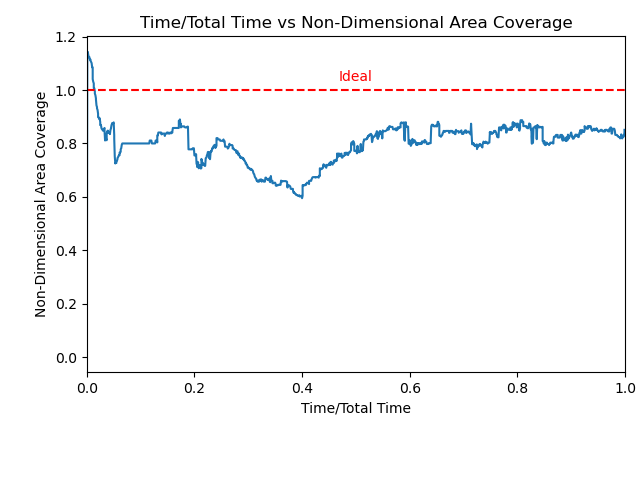 Time/Total Time vs Non-Dimensional Area Coverage
1.2
Ideal
1.0
0.8
0.6
0.4
0.2
0.0
Non-Dimensional Area Coverage
0.0 0.2 0.4 0.6 0.8 1.0
Time/Total Time